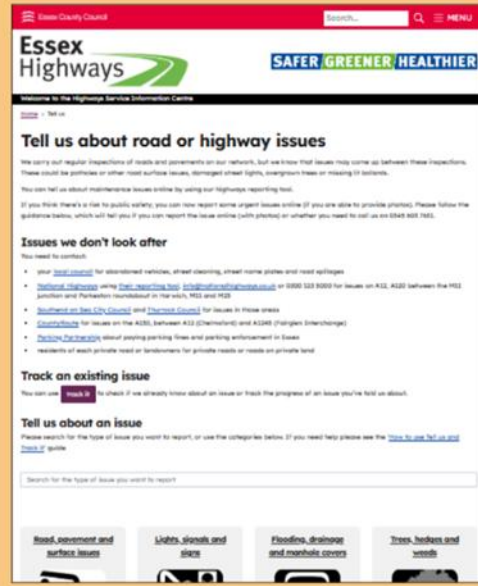 Essex County Council
Search...
MENU
Essex
Highways
SAFER GREENER HEALTHIER
Welcome to the Highways Service Information Centre
Home > Tell us
Tell us about road or highway issues
We carry out regular inspections of roads and pavements on our network, but we know that issues may come up between these inspections.
These could be potholes or other road surface issues, damaged street lights, overgrown trees or missing lit bollards.
You can tell us about maintenance issues online by using our highways reporting tool.
If you think there's a risk to public safety, you can now report some urgent issues online (if you are able to provide photos). Please follow the
guidance below, which will tell you if you can report the issue online (with photos) or whether you need to call us on 0345 603 7631.
Issues we don't look after
You need to contact:
• your local council for abandoned vehicles, street cleaning, street name plates and road spillages
• National Highways using their reporting tool, info@nationalhighways.co.uk or 0300 123 5000 for issues on A12, A120 between the M11
junction and Parkeston roundabout in Harwich, M11 and M25
• Southend on Sea City Council and Thurrock Council for issues in those areas
• CountyRoute for issues on the A130, between A12 (Chelmsford) and A1245 (Fairglen Interchange)
• Parking Partnership about paying parking fines and parking enforcement in Essex
• residents of each private road or landowners for private roads or roads on private land
Track an existing issue
You can use Track it to check if we already know about an issue or track the progress of an issue you've told us about.
Tell us about an issue
Please search for the type of issue you want to report, or use the categories below. If you need help please see the 'How to use Tell us and
Track it' guide
Search for the type of issue you want to report
Road, pavement and
surface issues
Lights, signals and
signs
Flooding, drainage
and manhole covers
Trees, hedges and
weeds